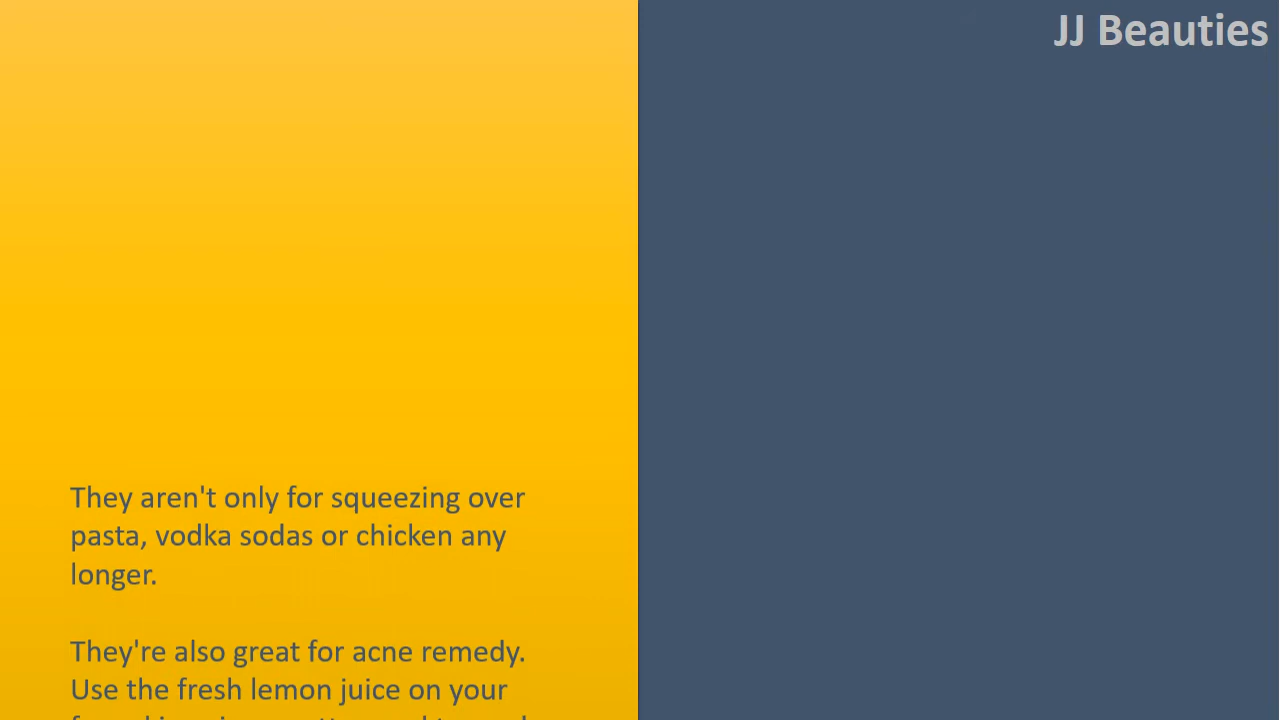 JJ Beauties
They aren't only for squeezing over
pasta, vodka sodas or chicken any
longer.
They're also great for acne remedy.
Use the fresh lemon juice on your